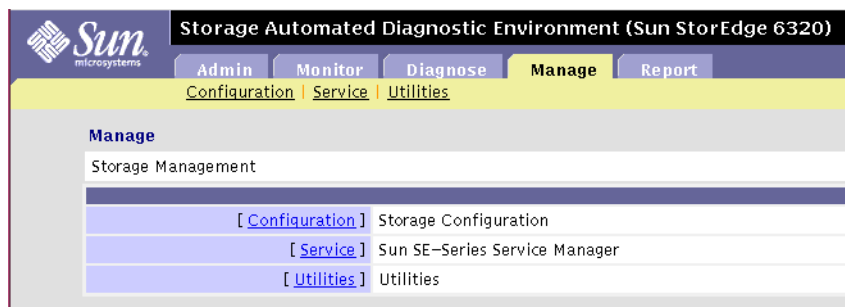 Storage Automated Diagnostic Environment (Sun StorEdge 6320)
Sun
microsystems
Admin Monitor Diagnose Manage Report
Configuration | Service | Utilities
Manage
Storage Management
[ Configuration ] Storage Configuration
[ Service ] Sun SE-Series Service Manager
[ Utilities ] Utilities